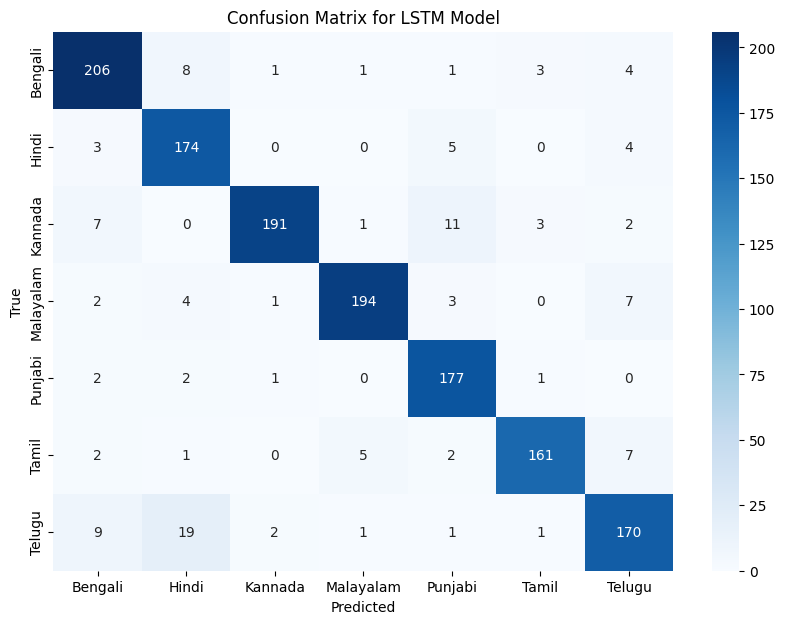 Confusion Matrix for LSTM Model
Bengali 206 8 1 1 1 3 4
Hindi 3 174 0 0 5 0 4
Kannada 7 0 191 1 11 3 2
Malayalam 2 4 1 194 3 0 7
Punjabi 2 2 1 0 177 1 0
Tamil 2 1 0 5 2 161 7
Telugu 9 19 2 1 1 1 170
True
Bengali Hindi Kannada Malayalam Punjabi Tamil Telugu
Predicted
200
175
150
125
100
75
50
25
0